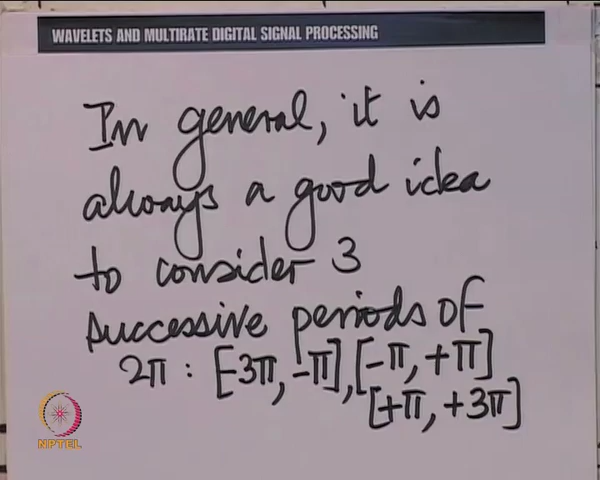 WAVELETS AND MULTIRATE DIGITAL SIGNAL PROCESSING
In general, it is
always a good idea
to consider 3
successive periods of
2π : [-3π, -π], [-π, +π]
[+π, +3π]
NPTEL